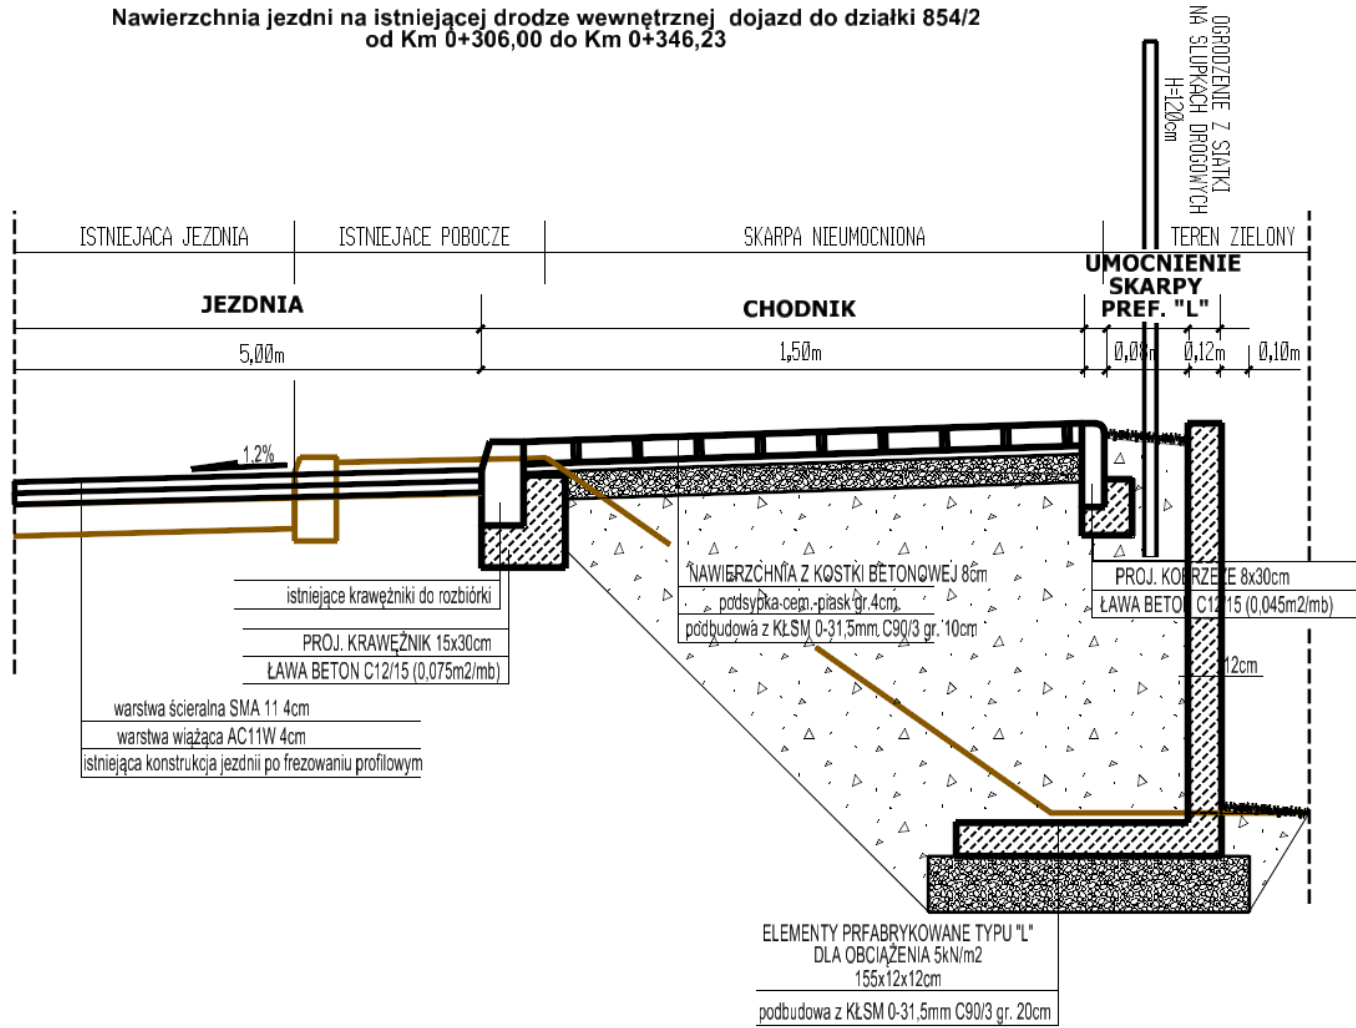 Nawierzchnia jezdni na istniejącej drodze wewnętrznej dojazd do działki 854/2
od Km 0+306,00 do Km 0+346,23
OGRODZENIE Z SIATKI
NA SŁUPKACH DROGOWYCH
H=120cm
ISTNIEJACA JEZDNIA
ISTNIEJACE POBOCZE
SKARPA NIEUMOCNIONA
TEREN ZIELONY
JEZDNIA
CHODNIK
UMOCNIENIE
SKARPY
PREF. "L"
5,00m
1,50m
0,08m
0,12m
0,10m
1.2%
istniejące krawężniki do rozbiórki
PROJ. KRAWĘŻNIK 15x30cm
ŁAWA BETON C12/15 (0,075m2/mb)
warstwa ścieralna SMA 11 4cm
warstwa wiążąca AC11W 4cm
istniejąca konstrukcja jezdnii po frezowaniu profilowym
NAWIERZCHNIA Z KOSTKI BETONOWEJ 8cm
podsypka cem.-piask gr.4cm
podbudowa z KŁSM 0-31,5mm C90/3 gr. 10cm
PROJ. KOBRZEŻE 8x30cm
ŁAWA BETON C12/15 (0,045m2/mb)
12cm
ELEMENTY PRFABRYKOWANE TYPU "L"
DLA OBCIĄŻENIA 5kN/m2
155x12x12cm
podbudowa z KŁSM 0-31,5mm C90/3 gr. 20cm